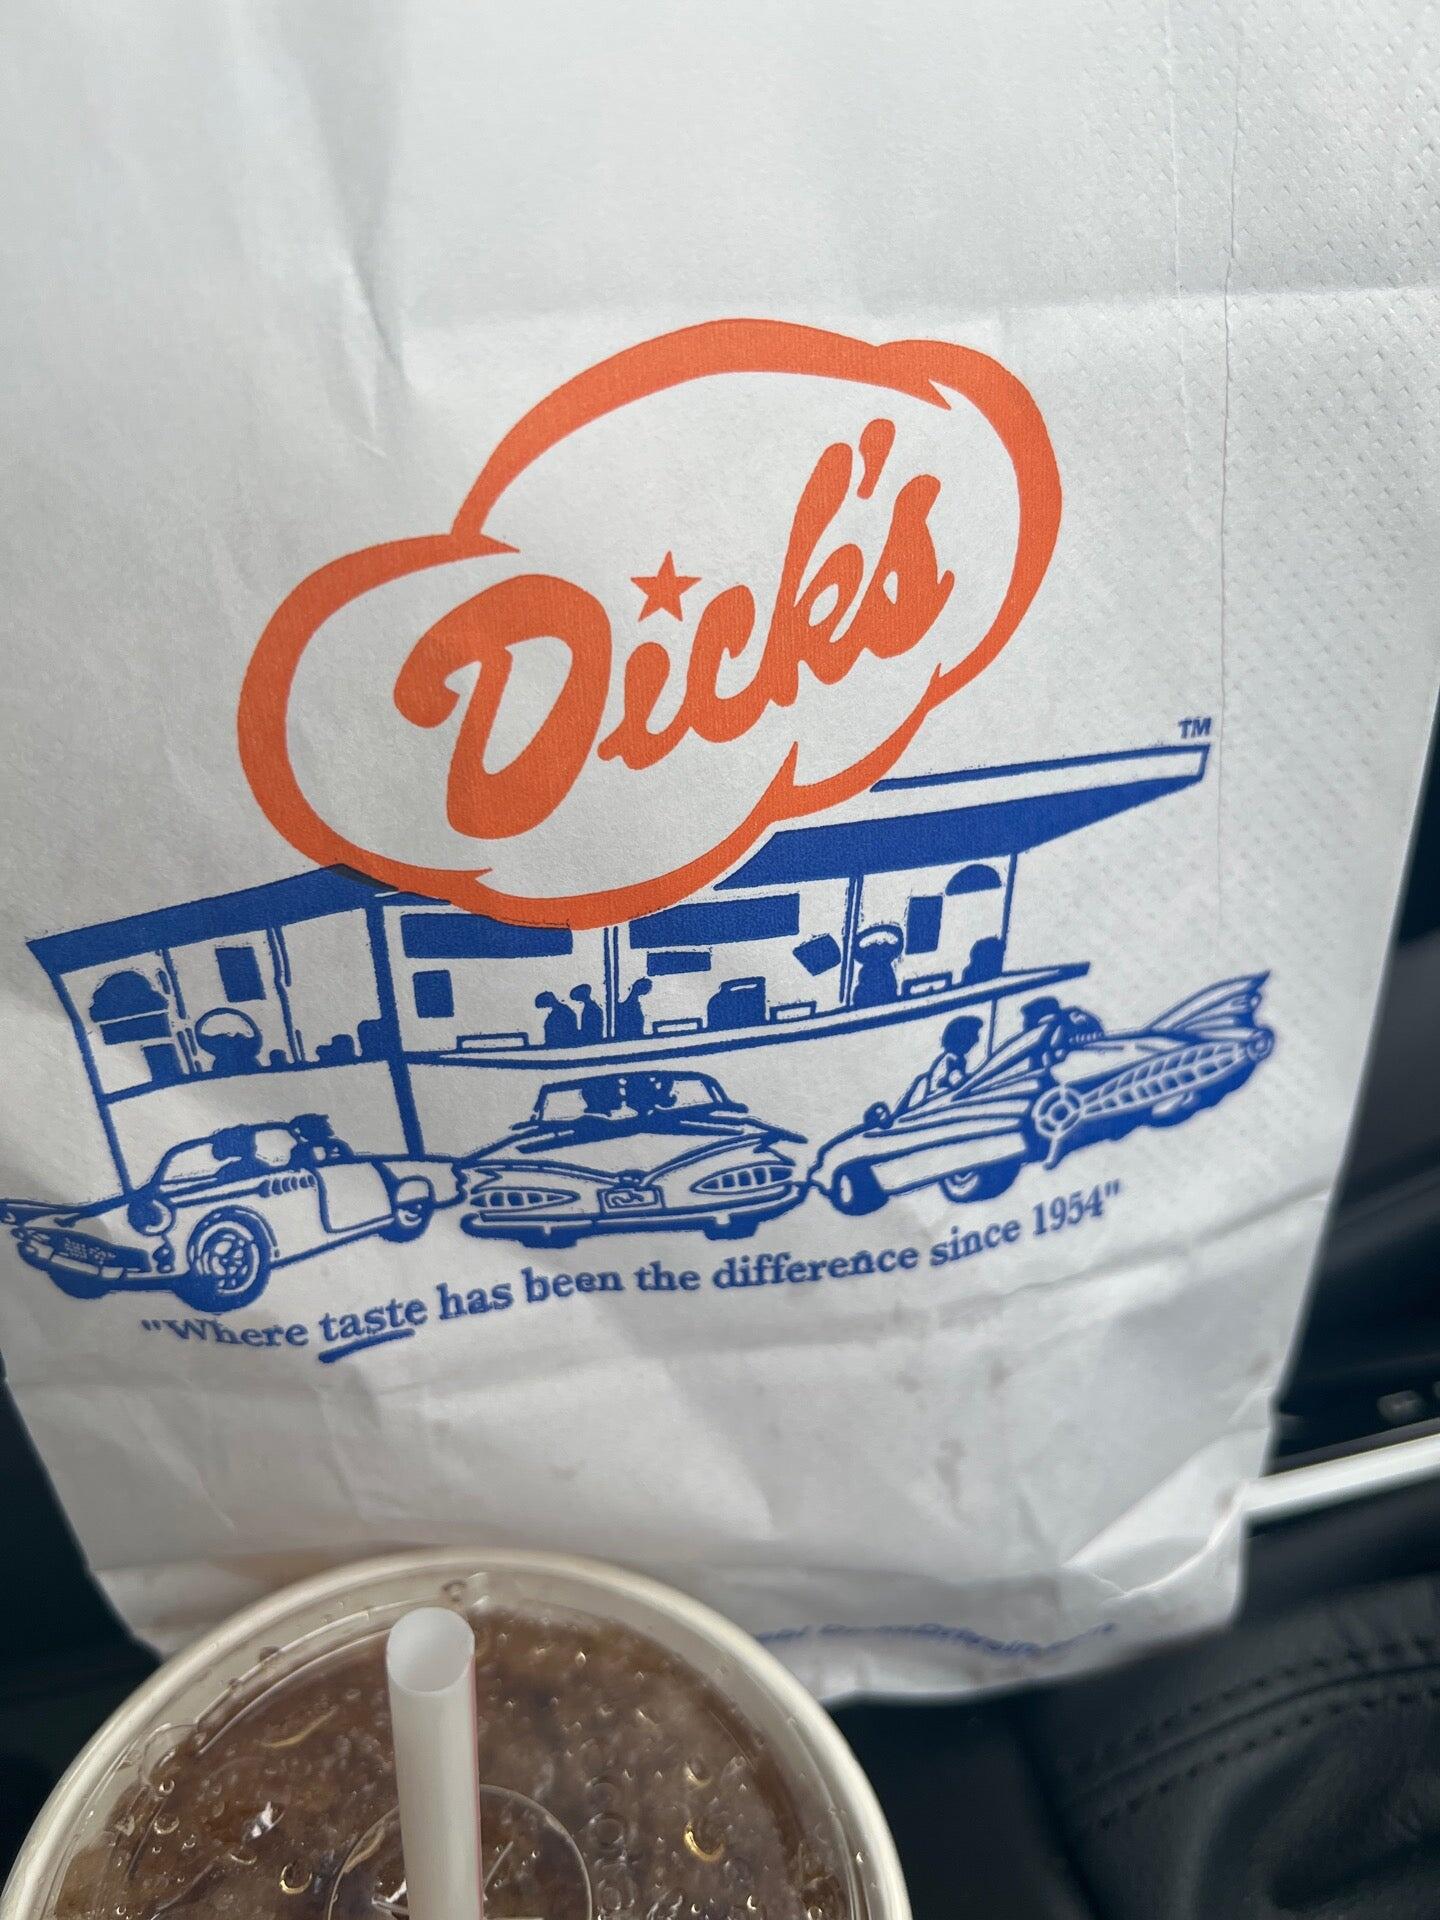 Dick's
TM
"Where taste has been the difference since 1954"